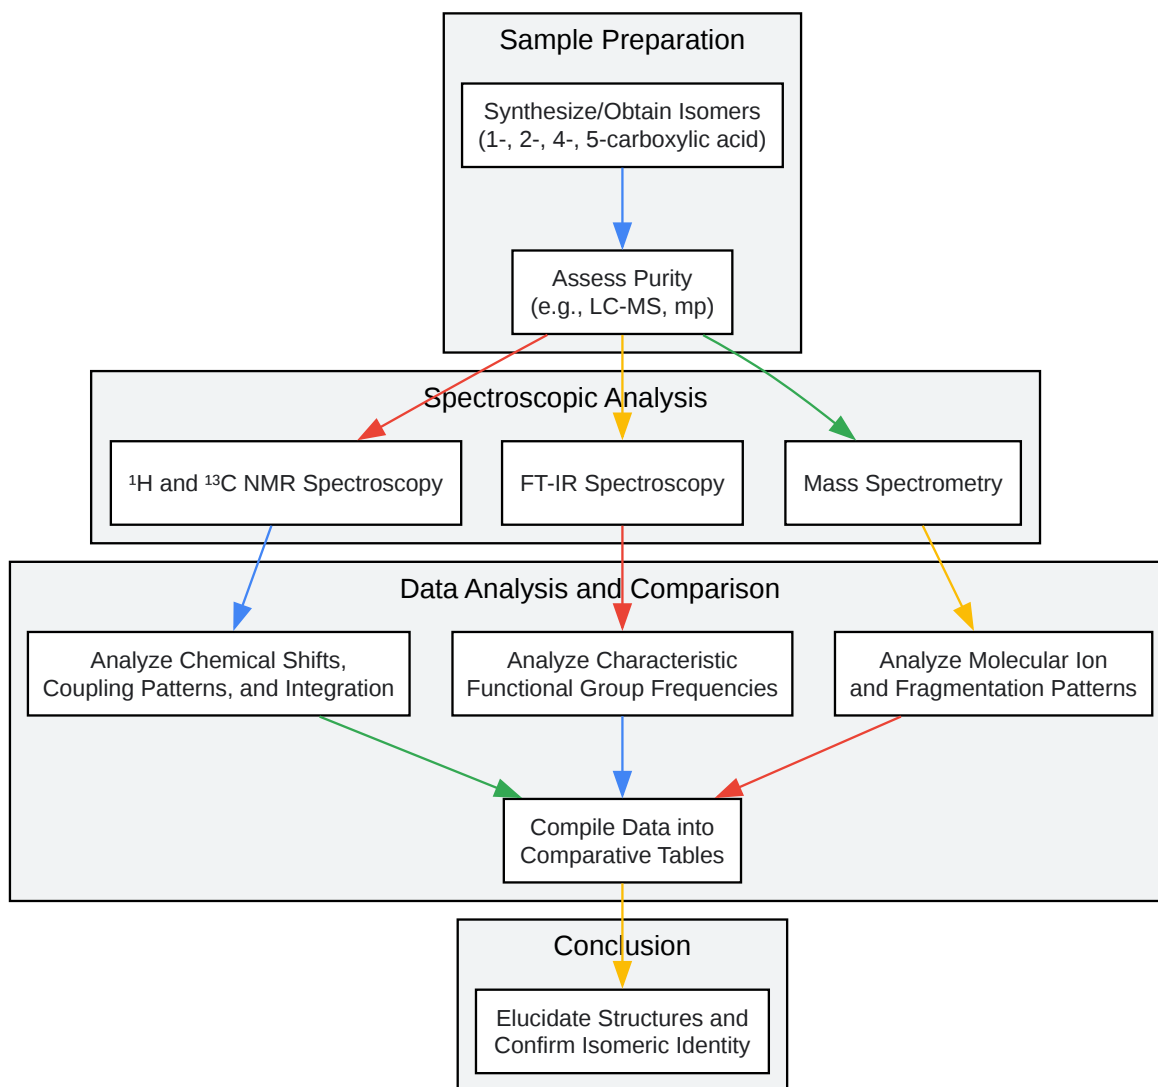 Sample Preparation
Synthesize/Obtain Isomers
(1-, 2-, 4-, 5-carboxylic acid)
Assess Purity
(e.g., LC-MS, mp)
Spectroscopic Analysis
¹H and ¹³C NMR Spectroscopy
FT-IR Spectroscopy
Mass Spectrometry
Data Analysis and Comparison
Analyze Chemical Shifts,
Coupling Patterns, and Integration
Analyze Characteristic
Functional Group Frequencies
Analyze Molecular Ion
and Fragmentation Patterns
Compile Data into
Comparative Tables
Conclusion
Elucidate Structures and
Confirm Isomeric Identity